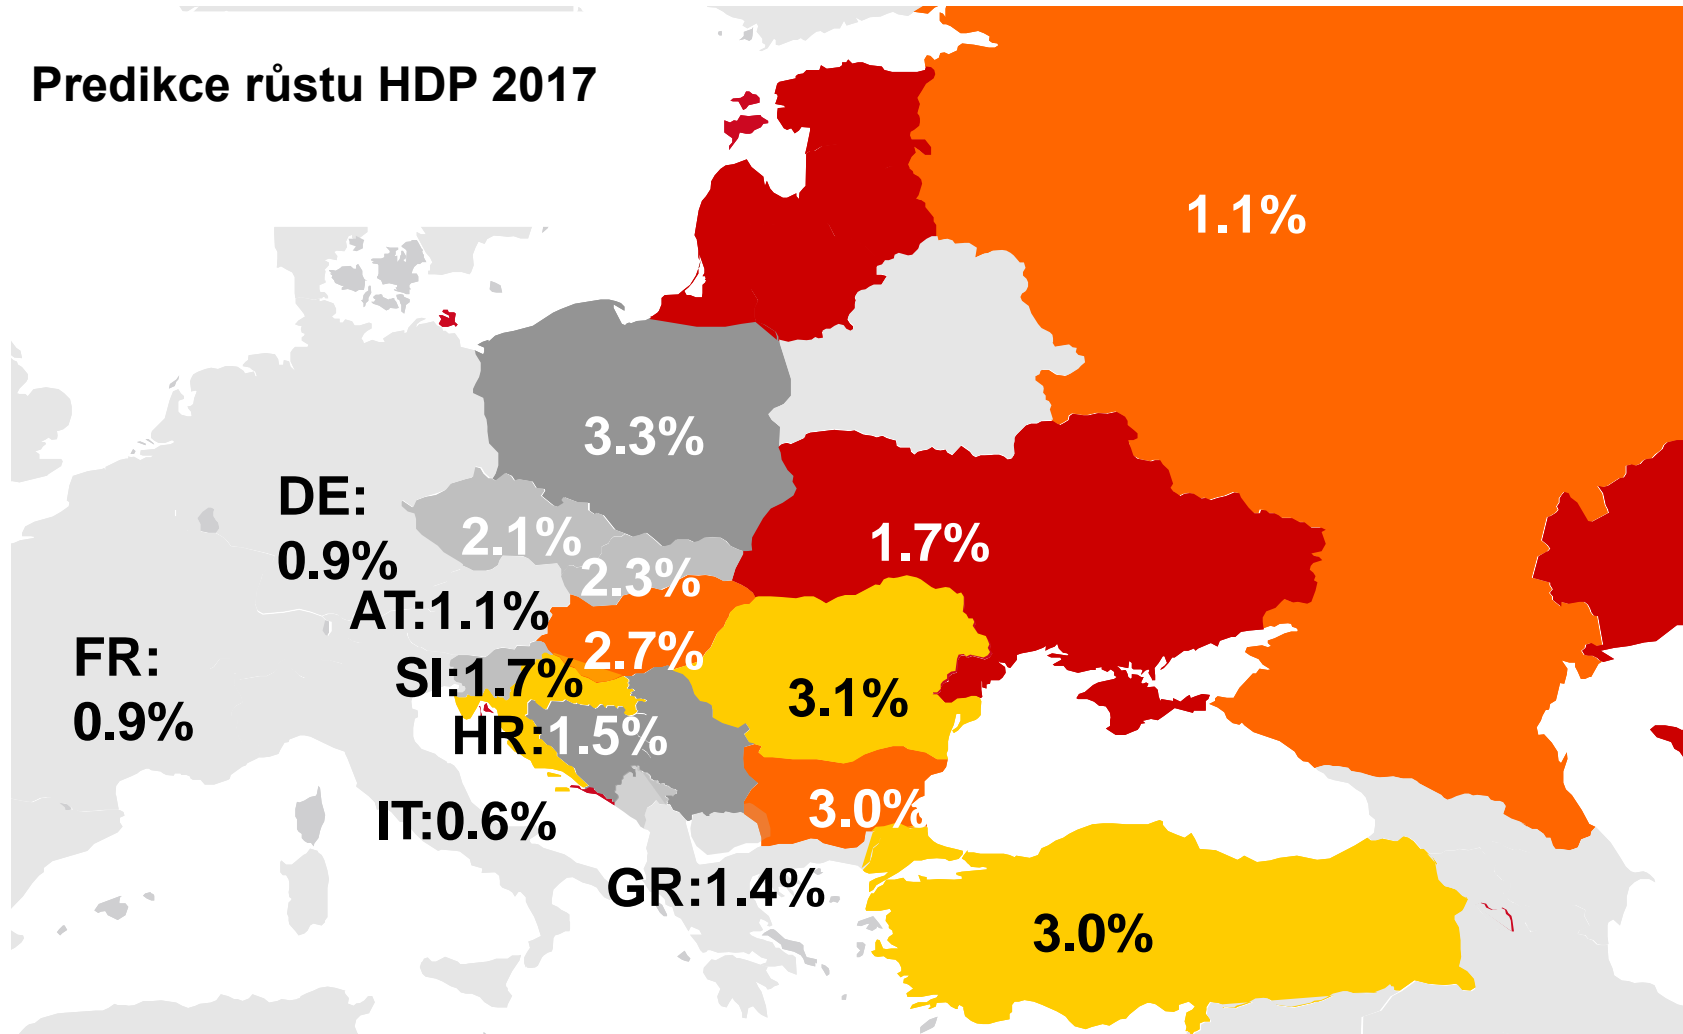 Predikce růstu HDP 2017
1.1%
3.3%
DE:
0.9%
2.1%
1.7%
2.3%
AT:1.1%
FR:
0.9%
2.7%
SI:1.7%
3.1%
HR:1.5%
IT:0.6%
3.0%
GR:1.4%
3.0%